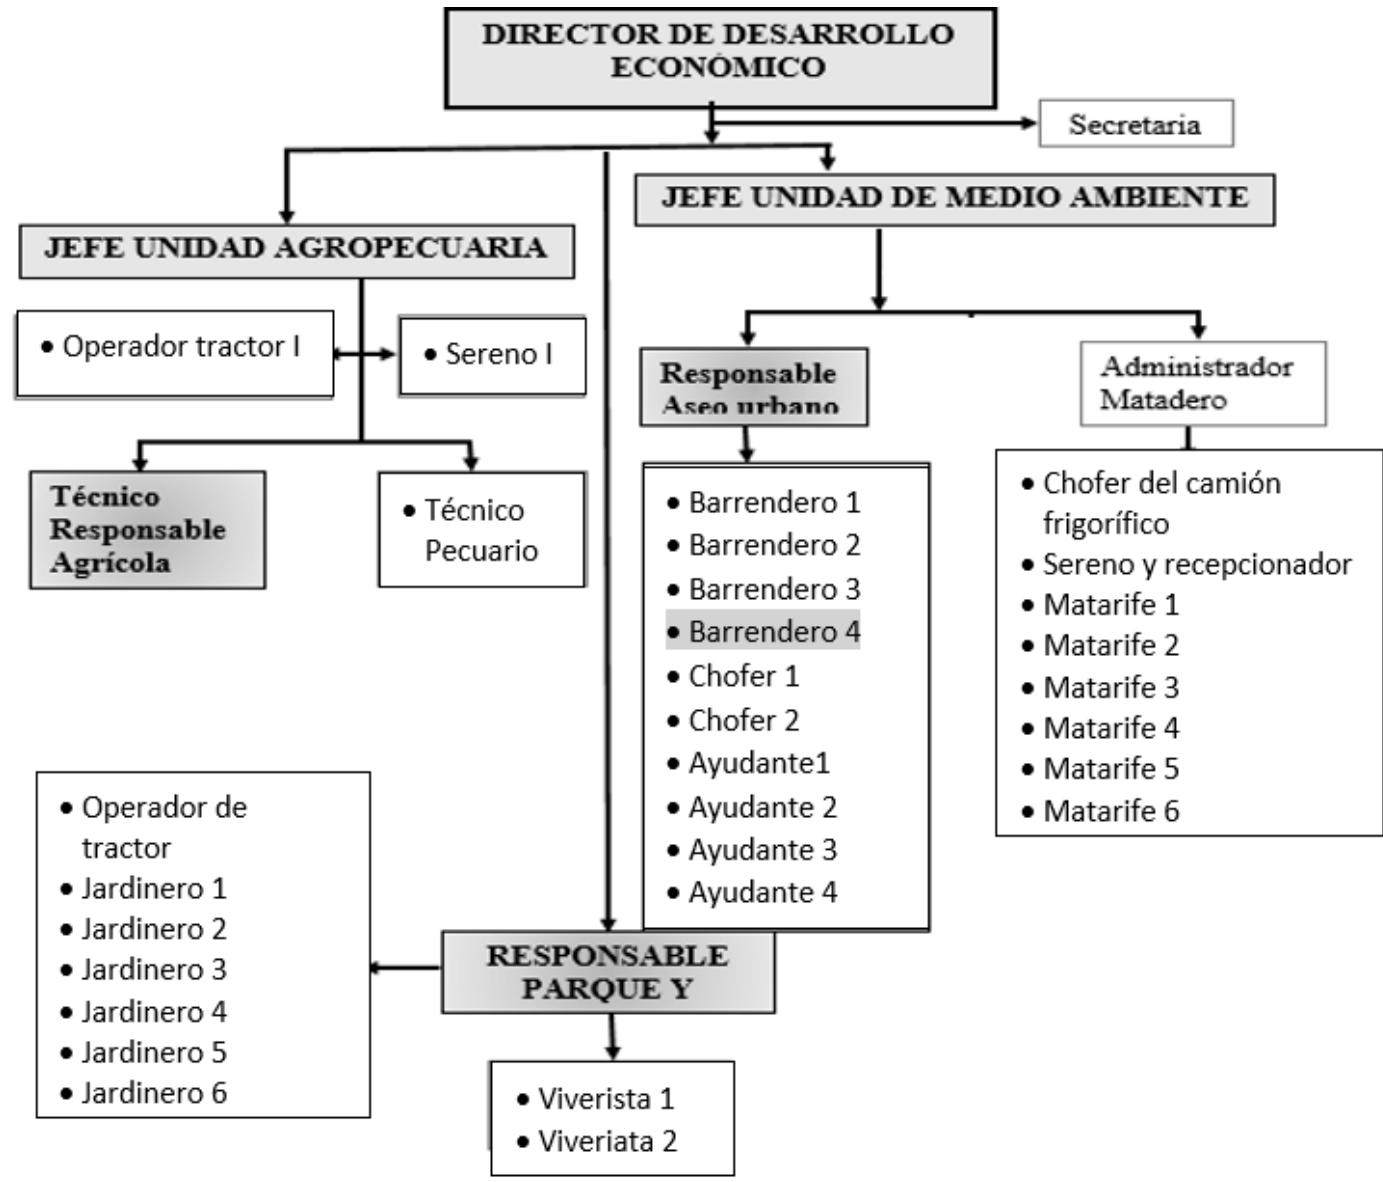 DIRECTOR DE DESARROLLO
ECONÓMICO
Secretaria
JEFE UNIDAD DE MEDIO AMBIENTE
JEFE UNIDAD AGROPECUARIA
• Operador tractor I
• Sereno I
Responsable
Aseo urbano
Administrador
Matadero
Técnico
Responsable
Agrícola
• Técnico
Pecuario
• Barrendero 1
• Barrendero 2
• Barrendero 3
• Barrendero 4
• Chofer 1
• Chofer 2
• Ayudante1
• Ayudante 2
• Ayudante 3
• Ayudante 4
• Chofer del camión
frigorífico
• Sereno y recepcionador
• Matarife 1
• Matarife 2
• Matarife 3
• Matarife 4
• Matarife 5
• Matarife 6
• Operador de
tractor
• Jardinero 1
• Jardinero 2
• Jardinero 3
• Jardinero 4
• Jardinero 5
• Jardinero 6
RESPONSABLE
PARQUE Y
• Viverista 1
• Viveriata 2